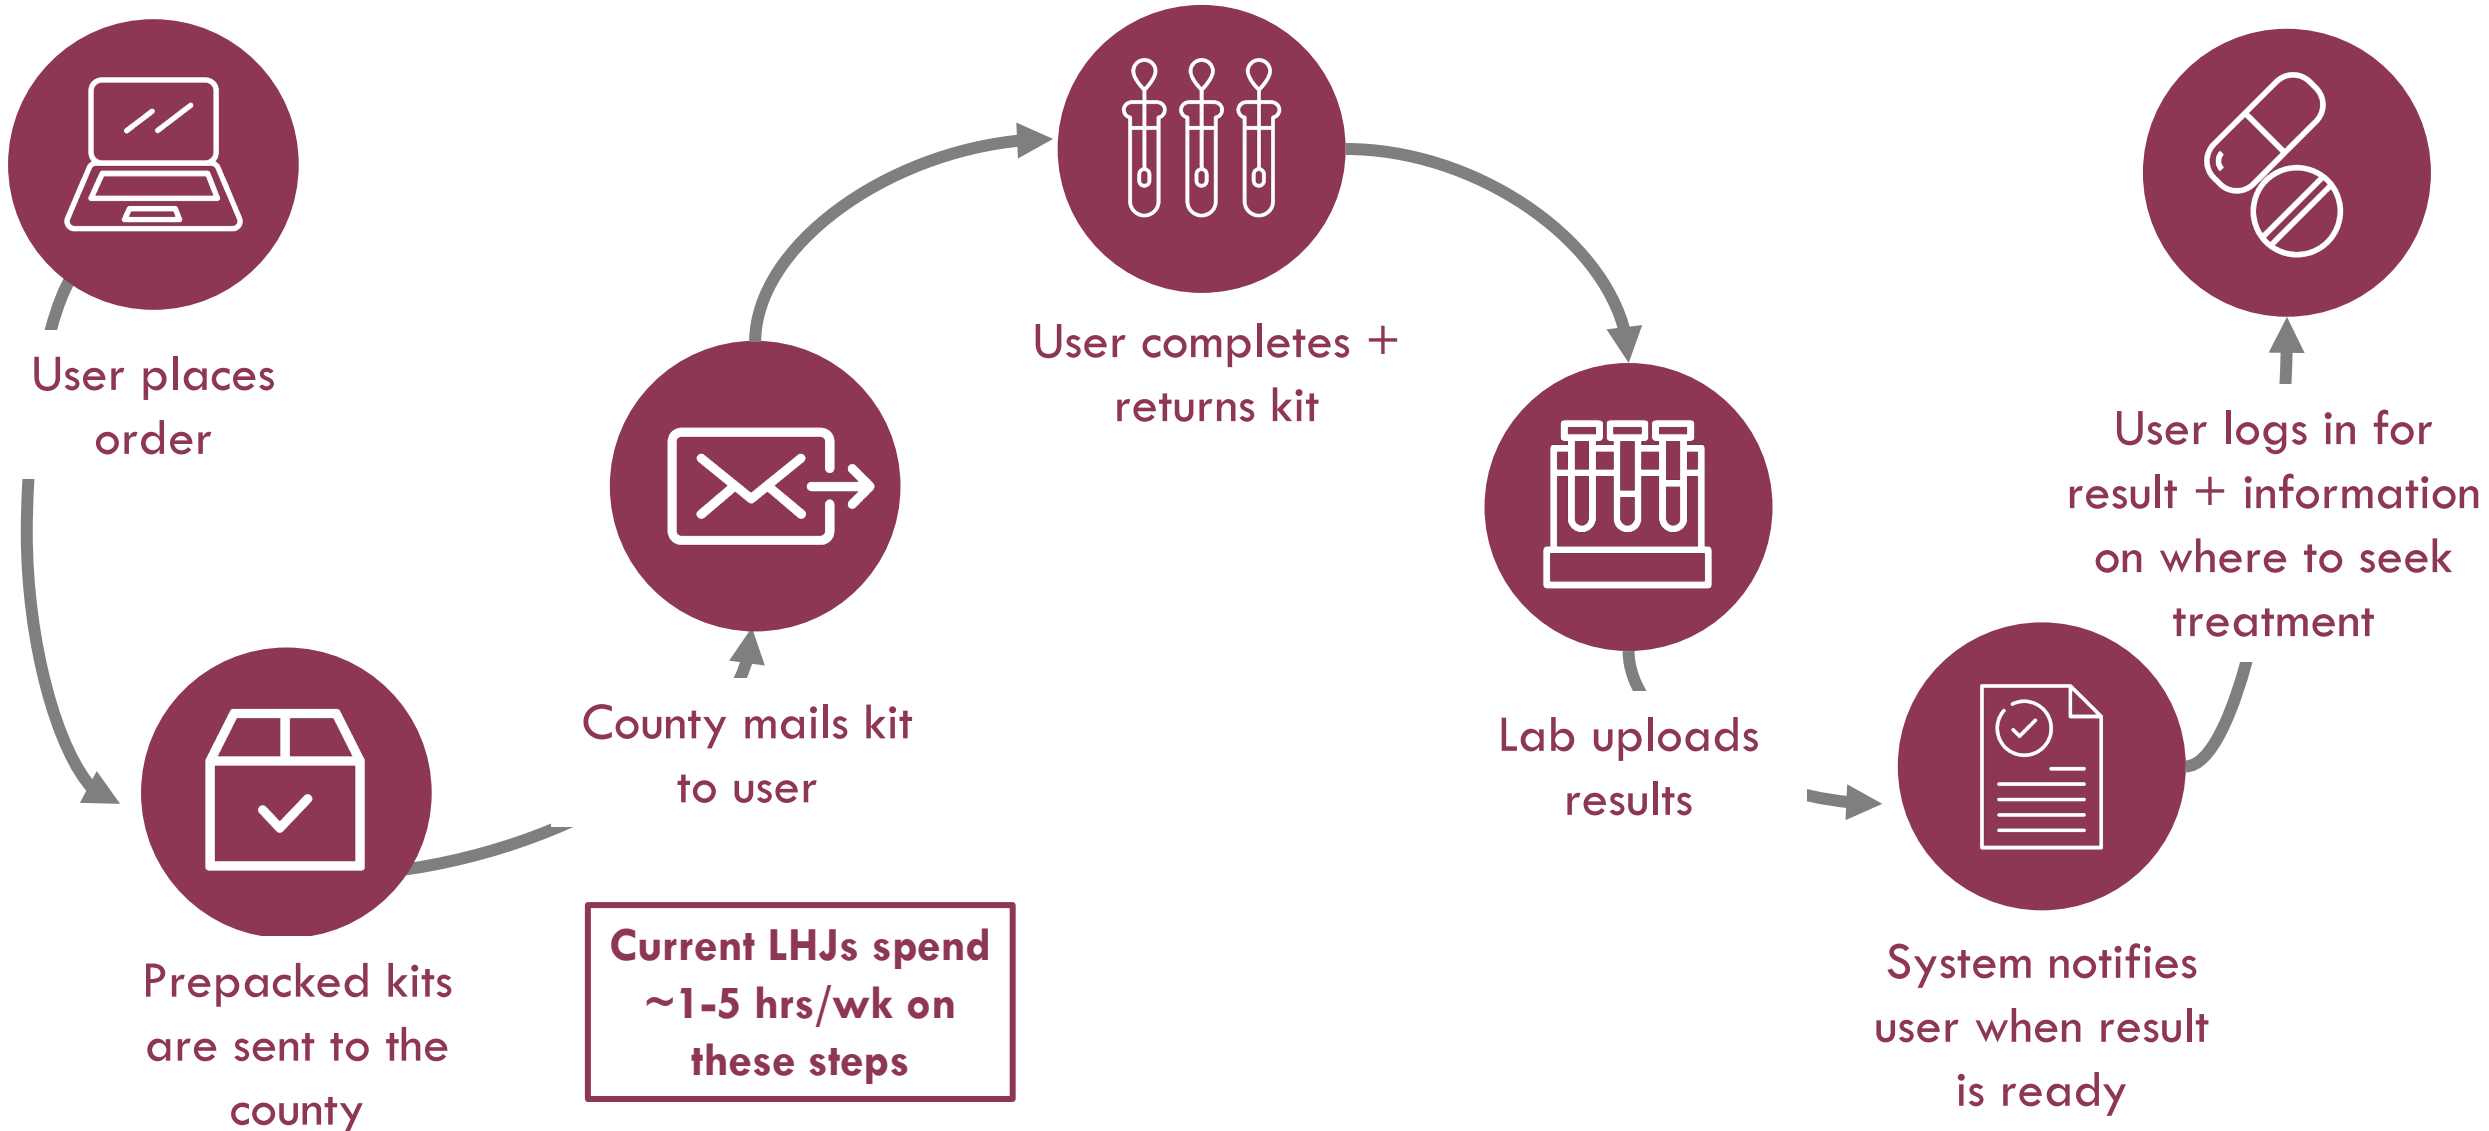 User places
order
Prepacked kits
are sent to the
county
County mails kit
to user
Current LHJs spend
~1-5 hrs/wk on
these steps
User completes +
returns kit
Lab uploads
results
System notifies
user when result
is ready
User logs in for
result + information
on where to seek
treatment